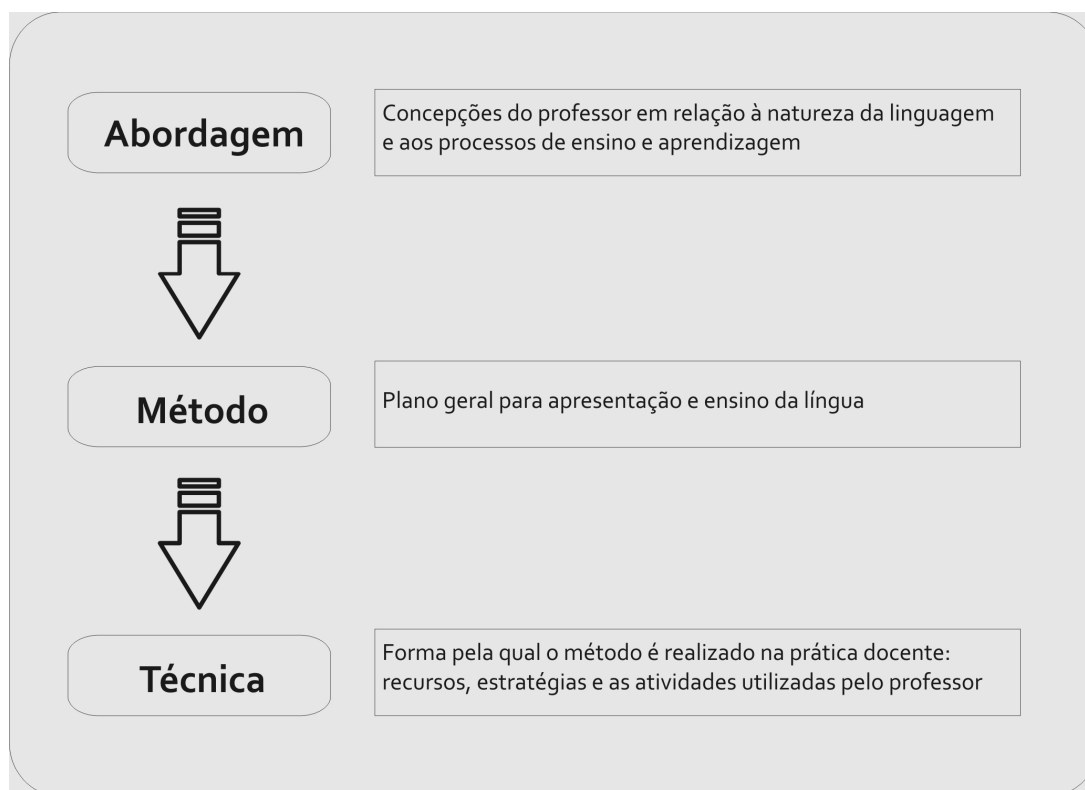 Abordagem
Concepções do professor em relação à natureza da linguagem
e aos processos de ensino e aprendizagem
Método
Plano geral para apresentação e ensino da língua
Técnica
Forma pela qual o método é realizado na prática docente:
recursos, estratégias e as atividades utilizadas pelo professor